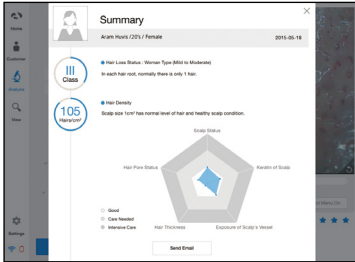 Summary
Aram Huvis /20's / Female
2015-05-18
Home
Customer
Analysis
View
Settings
III
Class
Hair Loss Status : Woman Type (Mild to Moderate)
In each hair root, normally there is only 1 hair.
105
Hairs/cm²
Hair Density
Scalp size 1cm² has normal level of hair and healthy scalp condition.
Scalp Status
Hair Pore Status
Keratin of Scalp
Hair Thickness
Exposure of Scalp's Vessel
Good
Care Needed
Intensive Care
Send Email